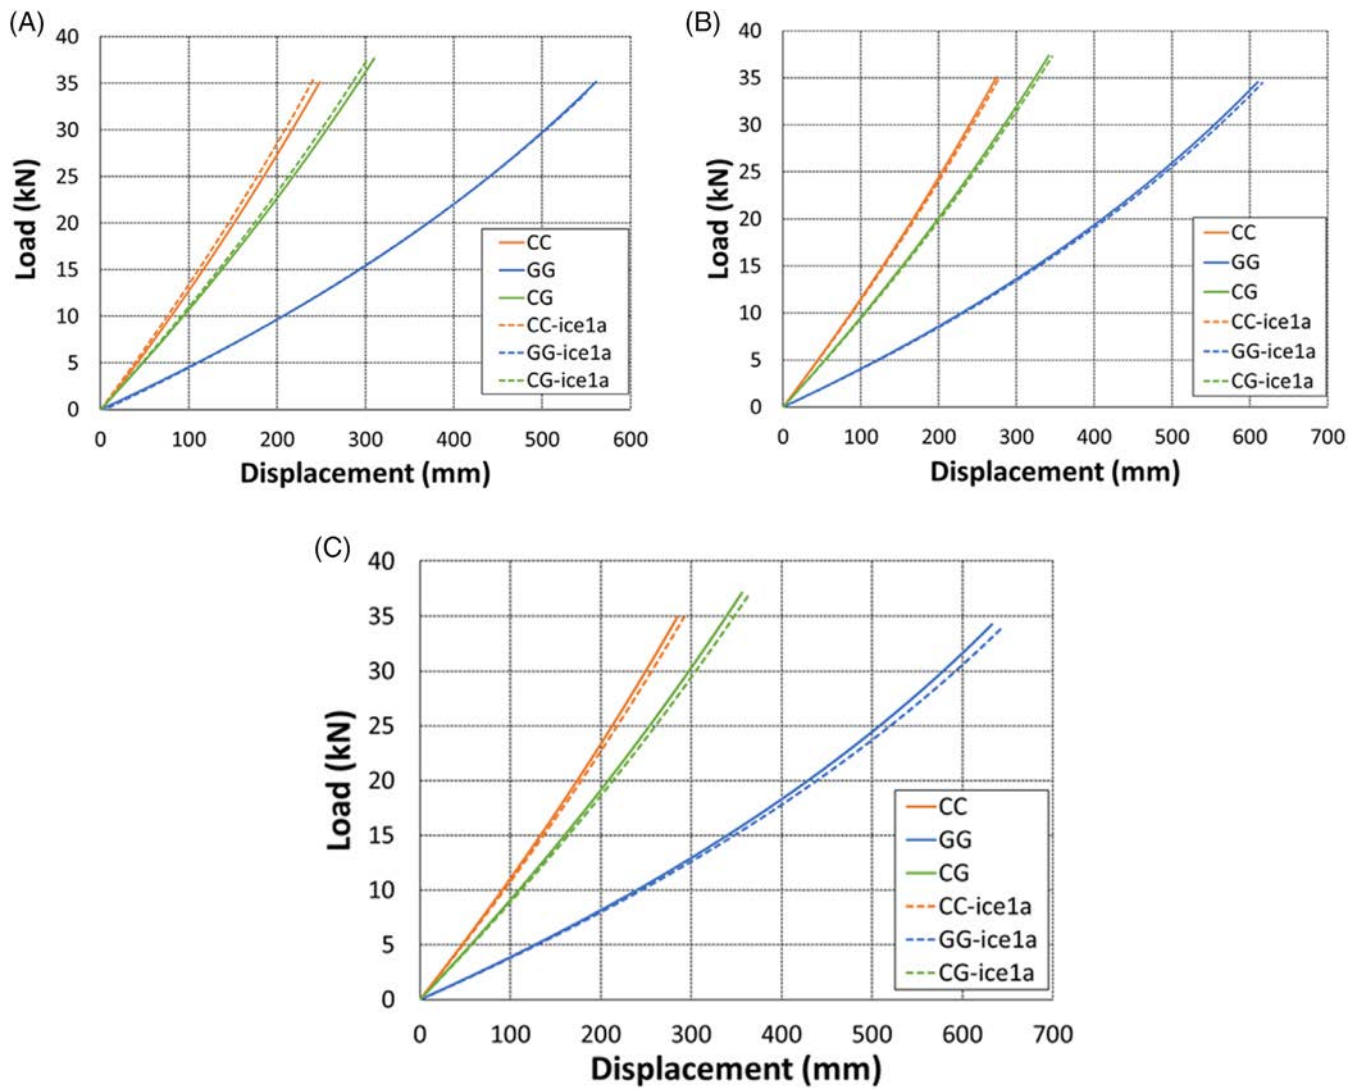 (A)
40
35
30
25
20
15
10
5
0
Load (kN)
0 100 200 300 400 500 600
Displacement (mm)
CC
GG
CG
CC-ice1a
GG-ice1a
CG-ice1a
(B)
40
35
30
25
20
15
10
5
0
Load (kN)
0 100 200 300 400 500 600 700
Displacement (mm)
CC
GG
CG
CC-ice1a
GG-ice1a
CG-ice1a
(C)
40
35
30
25
20
15
10
5
0
Load (kN)
0 100 200 300 400 500 600 700
Displacement (mm)
CC
GG
CG
CC-ice1a
GG-ice1a
CG-ice1a